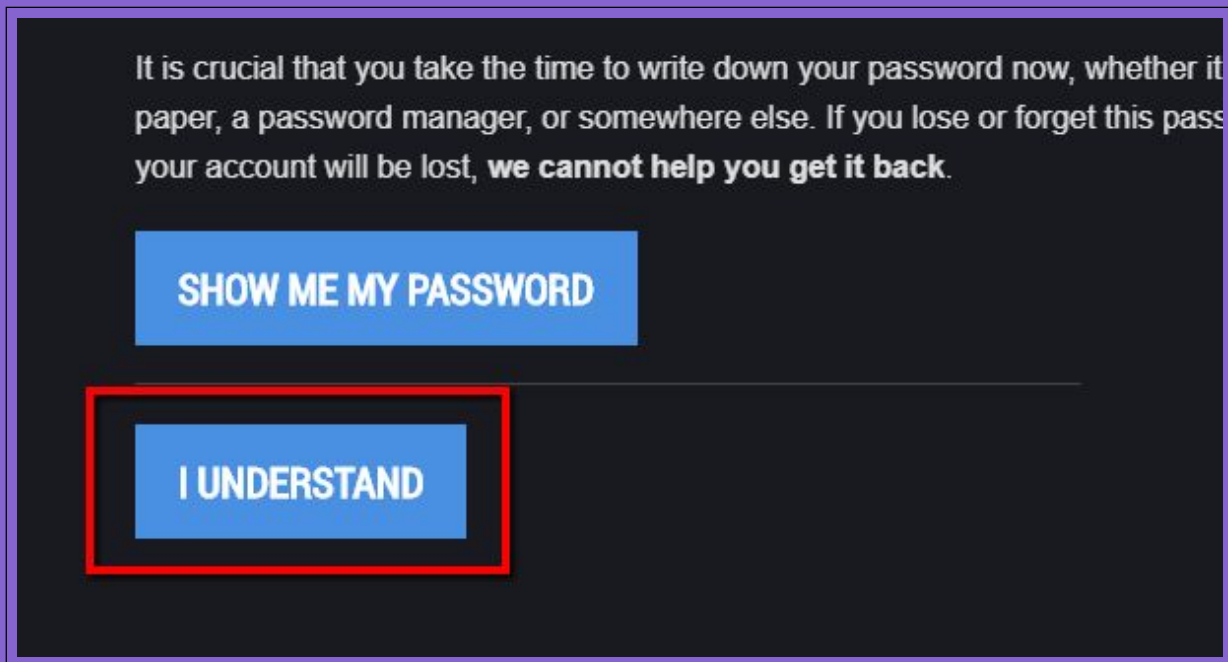 It is crucial that you take the time to write down your password now, whether it
paper, a password manager, or somewhere else. If you lose or forget this pass
your account will be lost, we cannot help you get it back.
SHOW ME MY PASSWORD
I UNDERSTAND